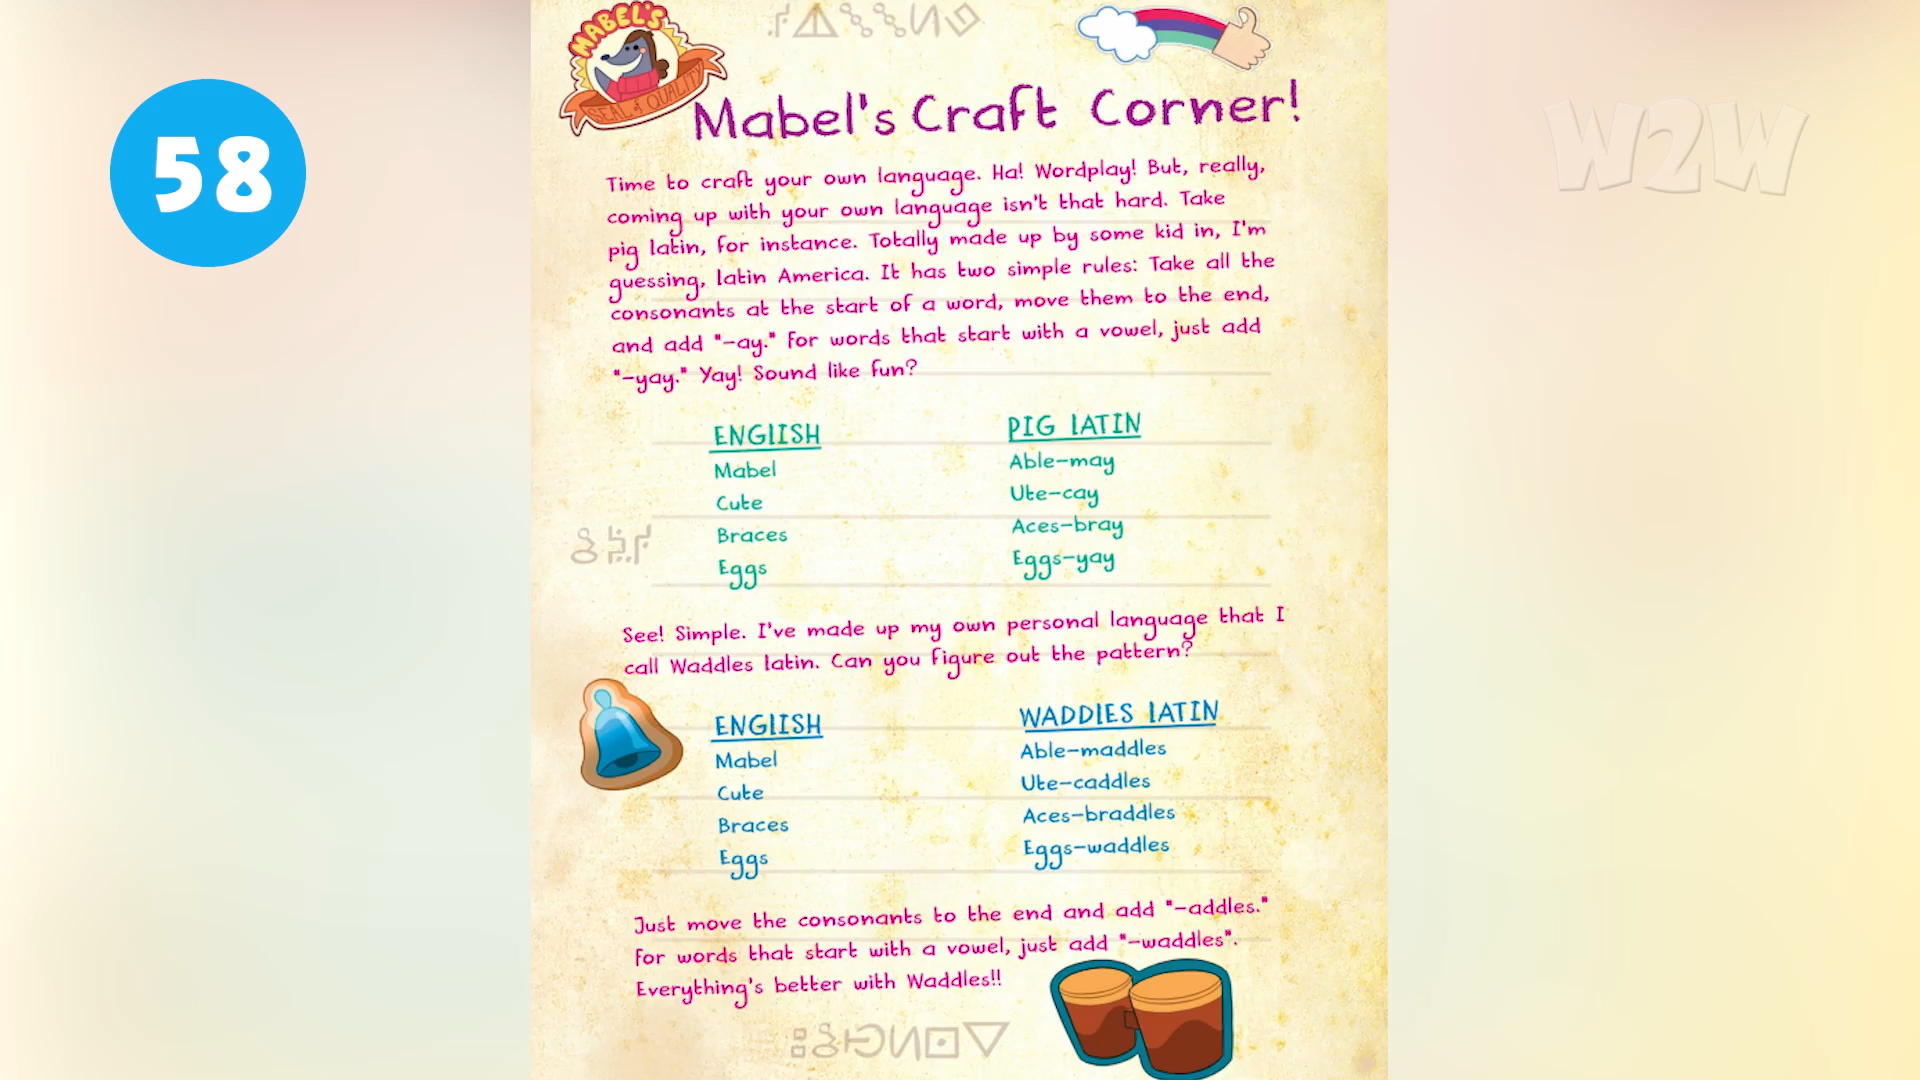 MABEL'S
SEAL of QUALITY
58
W2W
Mabel's Craft Corner!
Time to craft your own language. Ha! Wordplay! But, really,
coming up with your own language isn't that hard. Take
pig latin, for instance. Totally made up by some kid in, I'm
guessing, latin America. It has two simple rules: Take all the
consonants at the start of a word, move them to the end,
and add "-ay." For words that start with a vowel, just add
"-yay." Yay! Sound like fun?
ENGLISH PIG LATIN
Mabel Able-may
Cute Ute-cay
Braces Aces-bray
Eggs Eggs-yay
See! Simple. I've made up my own personal language that I
call Waddles latin. Can you figure out the pattern?
ENGLISH WADDLES LATIN
Mabel Able-maddles
Cute Ute-caddles
Braces Aces-braddles
Eggs Eggs-waddles
Just move the consonants to the end and add "-addles."
For words that start with a vowel, just add "-waddles".
Everything's better with Waddles!!